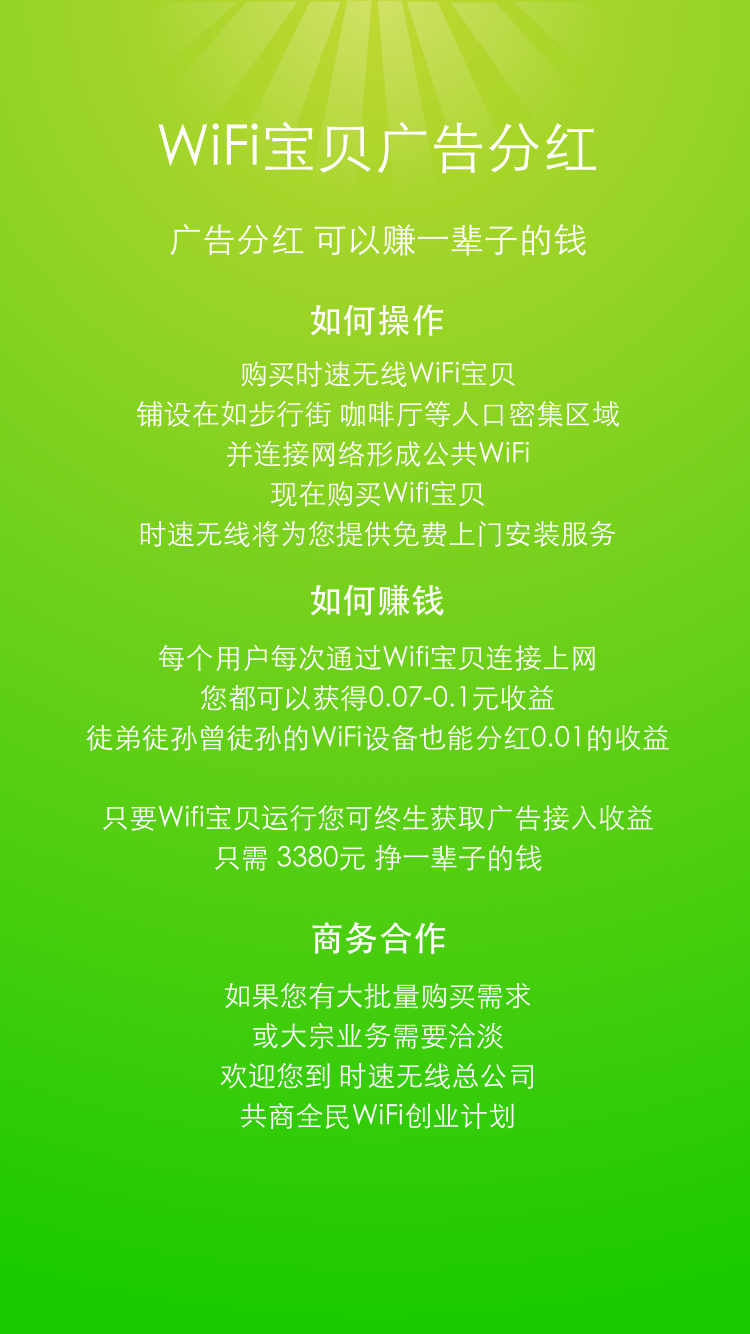 WiFi宝贝广告分红
广告分红 可以赚一辈子的钱
如何操作
购买时速无线WiFi宝贝
铺设在如步行街 咖啡厅等人口密集区域
并连接网络形成公共WiFi
现在购买Wifi宝贝
时速无线将为您提供免费上门安装服务
如何赚钱
每个用户每次通过Wifi宝贝连接上网
您都可以获得0.07-0.1元收益
徒弟徒孙曾徒孙的WiFi设备也能分红0.01的收益
只要Wifi宝贝运行您可终生获取广告接入收益
只需 3380元 挣一辈子的钱
商务合作
如果您有大批量购买需求
或大宗业务需要洽淡
欢迎您到 时速无线总公司
共商全民WiFi创业计划